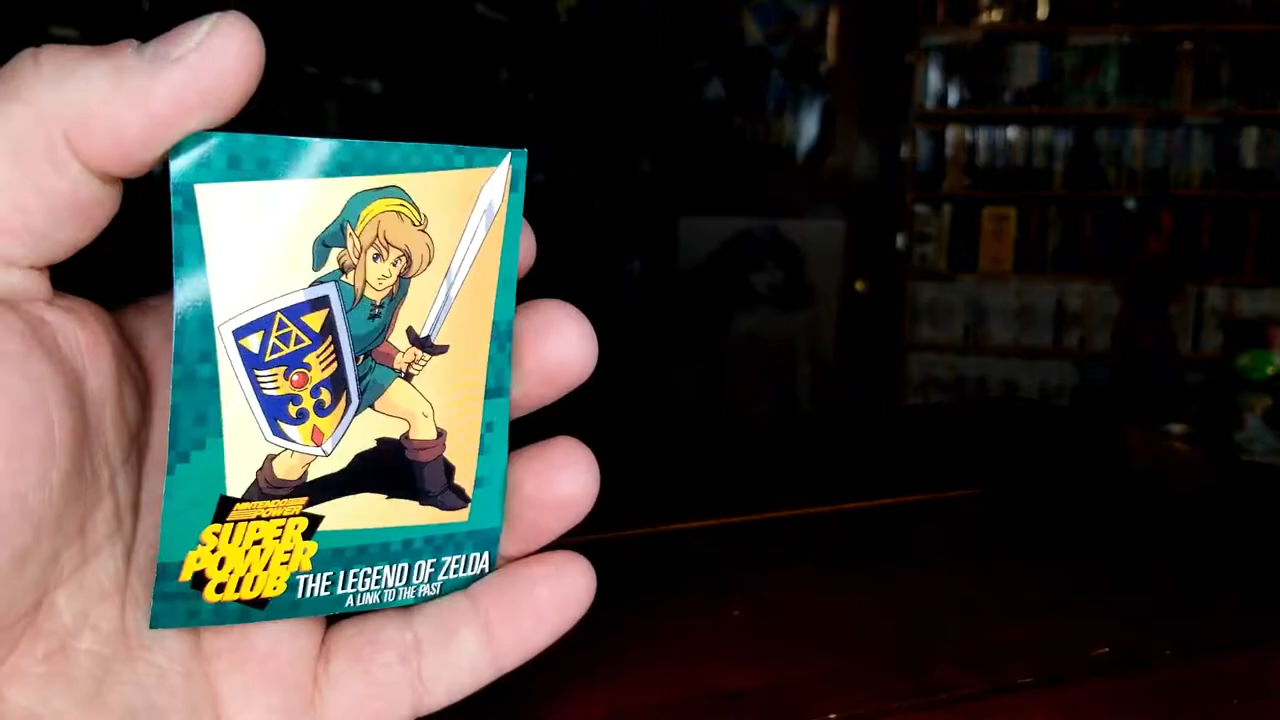 NINTENDO
POWER
SUPER
POWER
CLUB
THE LEGEND OF ZELDA
A LINK TO THE PAST